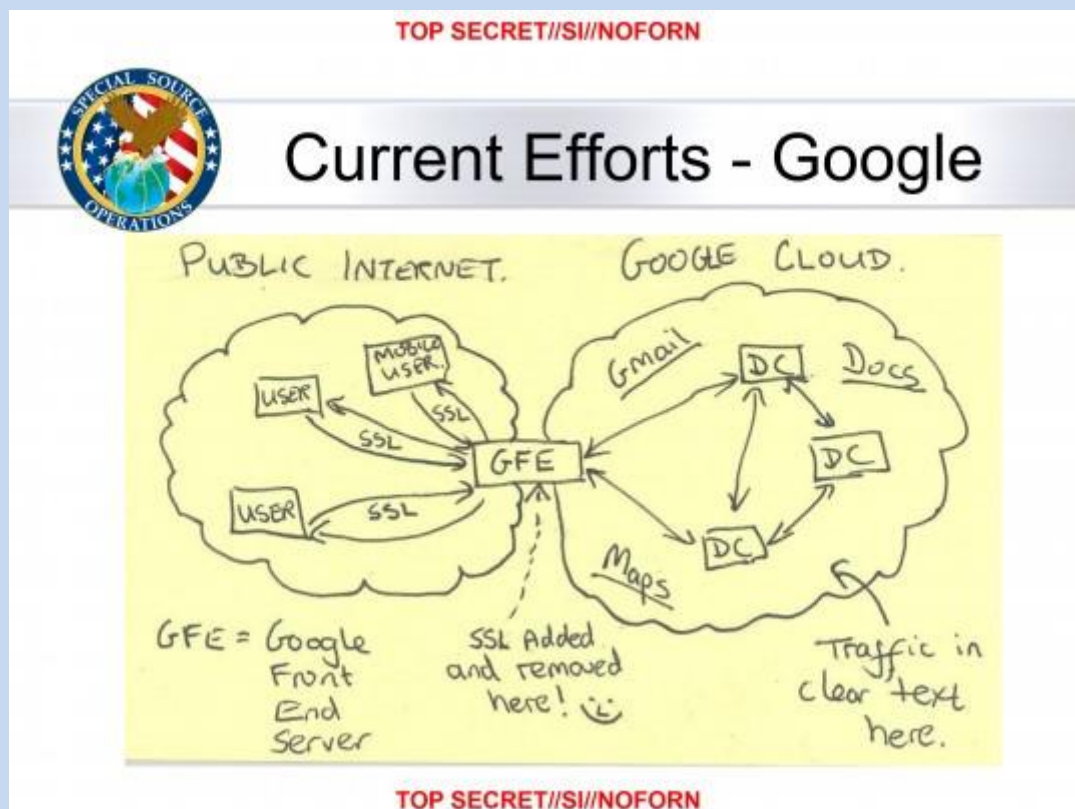 TOP SECRET//SI//NOFORN
SPECIAL SOURCE
OPERATIONS
Current Efforts - Google
PUBLIC INTERNET.
GOOGLE CLOUD.
MOBILE
USER.
USER
SSL
SSL
Gmail
DC
DOCS
GFE
DC
USER
SSL
DC
Maps
GFE = Google
Front
End
Server
SSL Added
and removed
here!
Traffic in
clear text
here.
TOP SECRET//SI//NOFORN